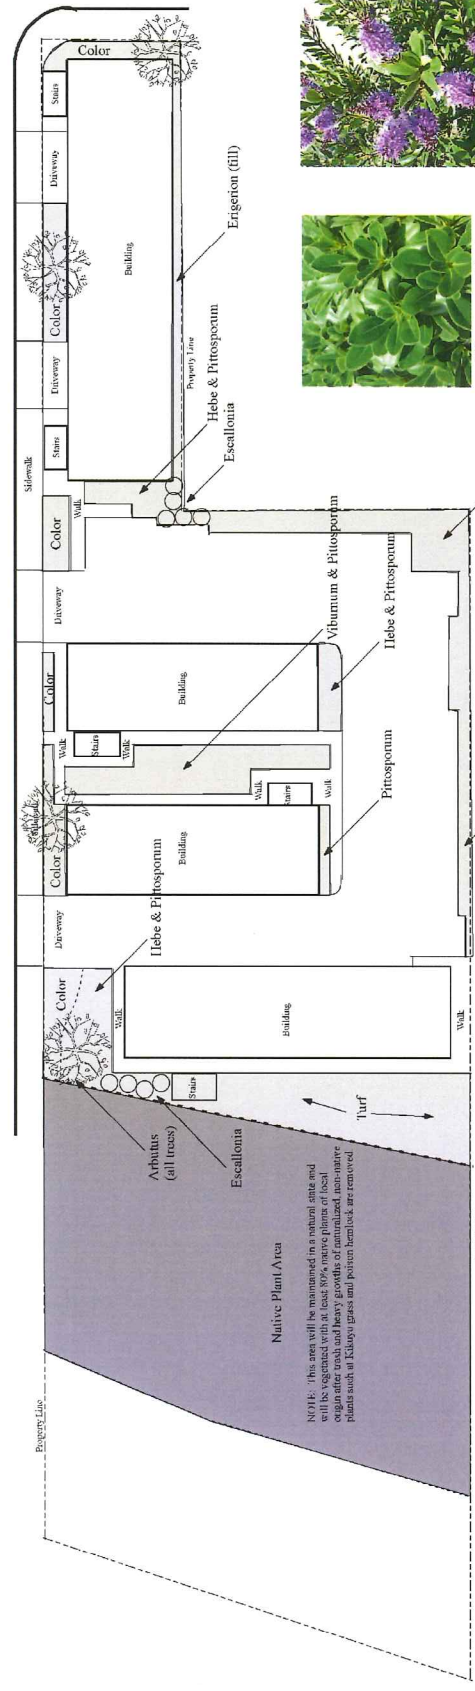 Color
Stairs
Driveway
Color
Driveway
Stairs
Sidewalk
Color
Walk
Building
Erigerion (fill)
Property Line
Hebe & Pittosporum
Escallonia
Driveway
Viburnum & Pittosporum
Hebe & Pittosporum
Building
Color
Walk
Stairs
Walk
Walk
Stairs
Walk
Pittosporum
Color
Building
Driveway
Hebe & Pittosporum
Color
Walk
Building
Walk
Stairs
Turf
Arbutus
(all trees)
Escallonia
Native Plant Area
NOTE: This area will be maintained in a natural state and
will be vegetated with at least 80% native plants of local
origin after trash and heavy growths of naturalized, non-native
plants such at Kikuyu grass and poison hemlock are removed
Property Line